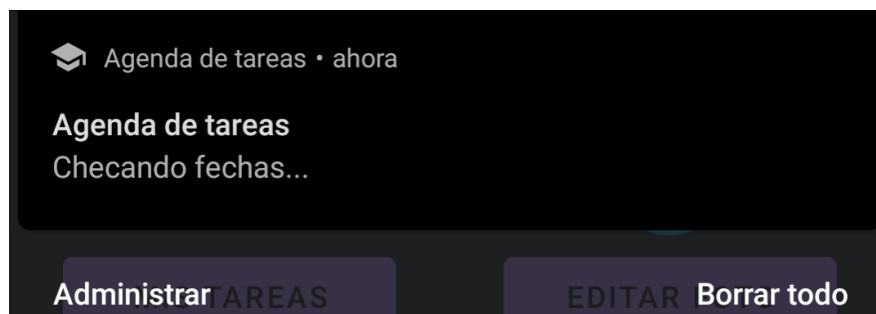 Agenda de tareas • ahora
Agenda de tareas
Checando fechas...
Administrar TAREAS
EDITAR Borrar todo